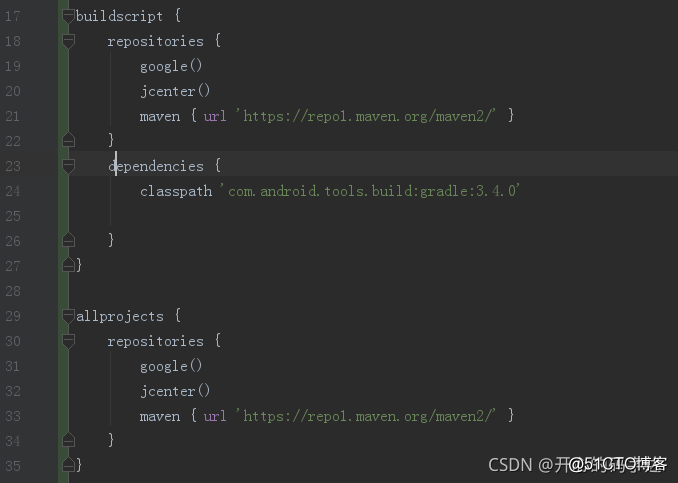 17 buildscript {
18 repositories {
19 google()
20 jcenter()
21 maven { url 'https://repo1.maven.org/maven2/' }
22 }
23 dependencies {
24 classpath 'com.android.tools.build:gradle:3.4.0'
25
26 }
27 }
28
29 allprojects {
30 repositories {
31 google()
32 jcenter()
33 maven { url 'https://repo1.maven.org/maven2/' }
34 }
35 }
CSDN @开
@51CTO博客